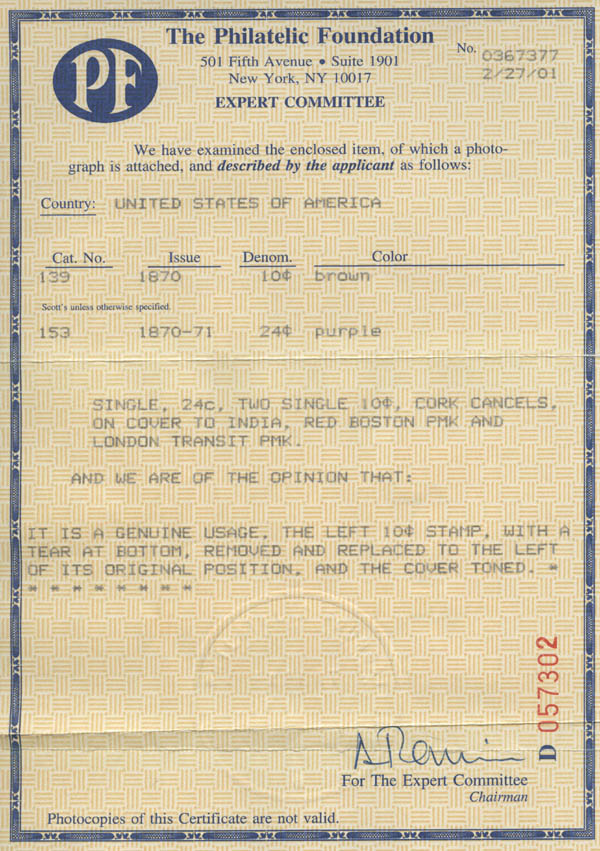 The Philatelic Foundation
PF
501 Fifth Avenue • Suite 1901
New York, NY 10017
EXPERT COMMITTEE
No. 0367377
2/27/01
We have examined the enclosed item, of which a photo-
graph is attached, and described by the applicant as follows:
Country: UNITED STATES OF AMERICA
Cat. No. Issue Denom. Color
139 1870 10¢ brown
Scott's unless otherwise specified.
153 1870-71 24¢ purple
SINGLE, 24c, TWO SINGLE 10¢, CORK CANCELS,
ON COVER TO INDIA, RED BOSTON PMK AND
LONDON TRANSIT PMK.
AND WE ARE OF THE OPINION THAT:
IT IS A GENUINE USAGE, THE LEFT 10¢ STAMP, WITH A
TEAR AT BOTTOM, REMOVED AND REPLACED TO THE LEFT
OF ITS ORIGINAL POSITION, AND THE COVER TONED. *
* * * * * * * *
D 057302
For The Expert Committee
Chairman
Photocopies of this Certificate are not valid.